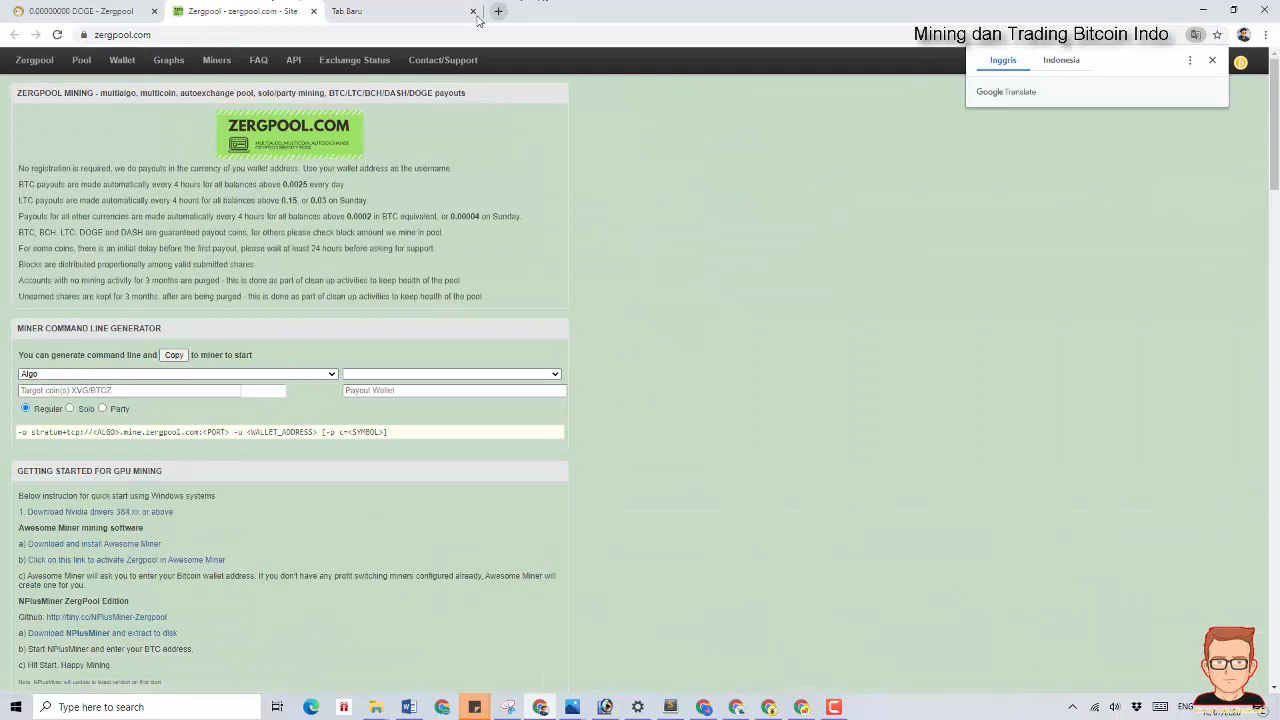 0.00000000 DOGE - Zergpool
Zergpool - zergpool.com - Site
Tab Baru
zergpool.com
Mining dan Trading Bitcoin Indo
Zergpool Pool Wallet Graphs Miners FAQ API Exchange Status Contact/Support
Inggris Indonesia
Google Translate
ZERGPOOL MINING - multialgo, multicoin, autoexchange pool, solo/party mining, BTC/LTC/BCH/DASH/DOGE payouts
ZERGPOOL.COM
MULTIALGO, MULTICOIN, AUTOEXCHANGE
CRYPTOCURRENCY POOL
No registration is required, we do payouts in the currency of you wallet address. Use your wallet address as the username.
BTC payouts are made automatically every 4 hours for all balances above 0.0025 every day.
LTC payouts are made automatically every 4 hours for all balances above 0.15, or 0.03 on Sunday.
Payouts for all other currencies are made automatically every 4 hours for all balances above 0.0002 in BTC equivalent, or 0.00004 on Sunday.
BTC, BCH, LTC, DOGE and DASH are guaranteed payout coins, for others please check block amount we mine in pool.
For some coins, there is an initial delay before the first payout, please wait at least 24 hours before asking for support.
Blocks are distributed proportionally among valid submitted shares.
Accounts with no mining activity for 3 months are purged - this is done as part of clean up activities to keep health of the pool
Unearned shares are kept for 3 months, after are being purged - this is done as part of clean up activities to keep health of the pool
MINER COMMAND LINE GENERATOR
You can generate command line and Copy to miner to start
Algo
Target coin(s) XVG/BTCZ
Payout Wallet
Regular Solo Party
-o stratum+tcp://<ALGO>.mine.zergpool.com:<PORT> -u <WALLET_ADDRESS> [-p c=<SYMBOL>]
GETTING STARTED FOR GPU MINING
Below instructon for quick start using Windows systems
1. Download Nvidia drivers 384.xx or above
Awesome Miner mining software
a) Download and install Awesome Miner
b) Click on this link to activate Zergpool in Awesome Miner
c) Awesome Miner will ask you to enter your Bitcoin wallet address. If you don't have any profit switching miners configured already, Awesome Miner will
create one for you.
NPlusMiner ZergPool Edition
Github: http://tiny.cc/NPlusMiner-Zergpool
a) Download NPlusMiner and extract to disk
b) Start NPlusMiner and enter your BTC address.
c) Hit Start. Happy Mining.
Note: NPlusMiner will update to latest version on first start
Type here to search